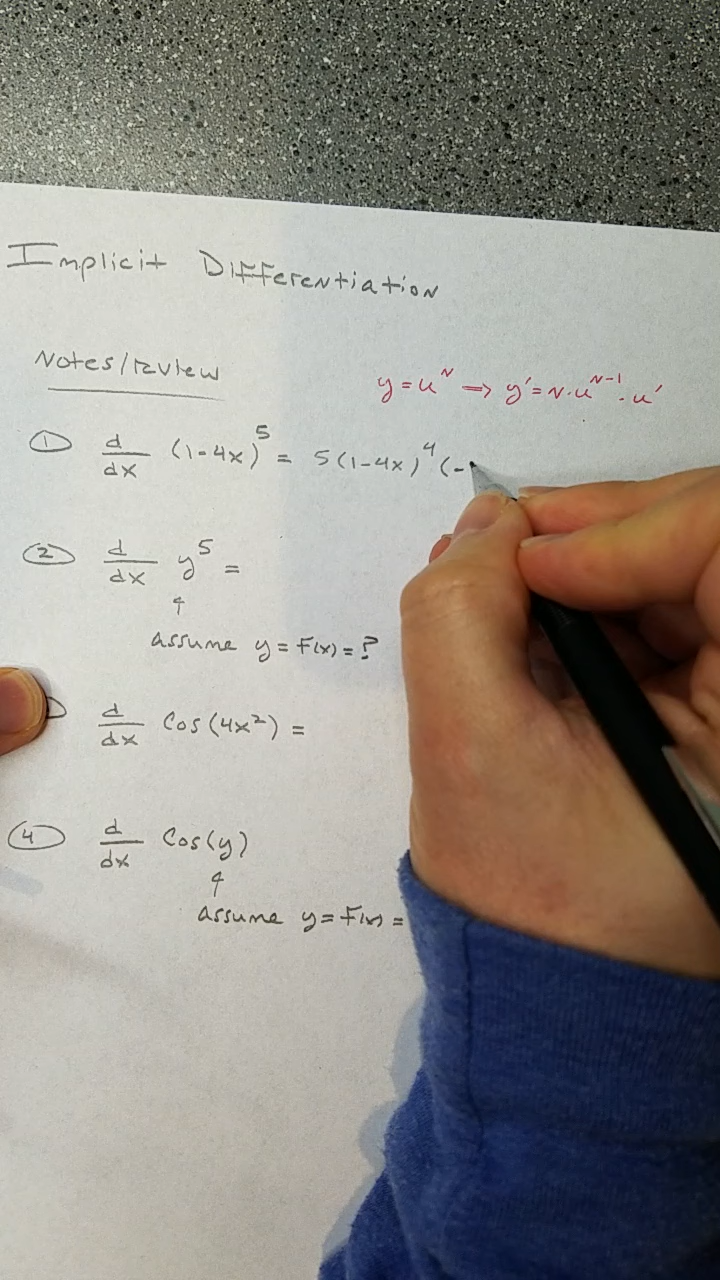 Implicit Differentiation
Notes/Review
y = u^N => y' = N·u^(N-1)·u'
① d/dx (1-4x)^5 = 5(1-4x)^4 (-
② d/dx y^5 =
↑
assume y = F(x) = ?
d/dx Cos(4x²) =
④ d/dx Cos(y)
↑
assume y = F(x) =